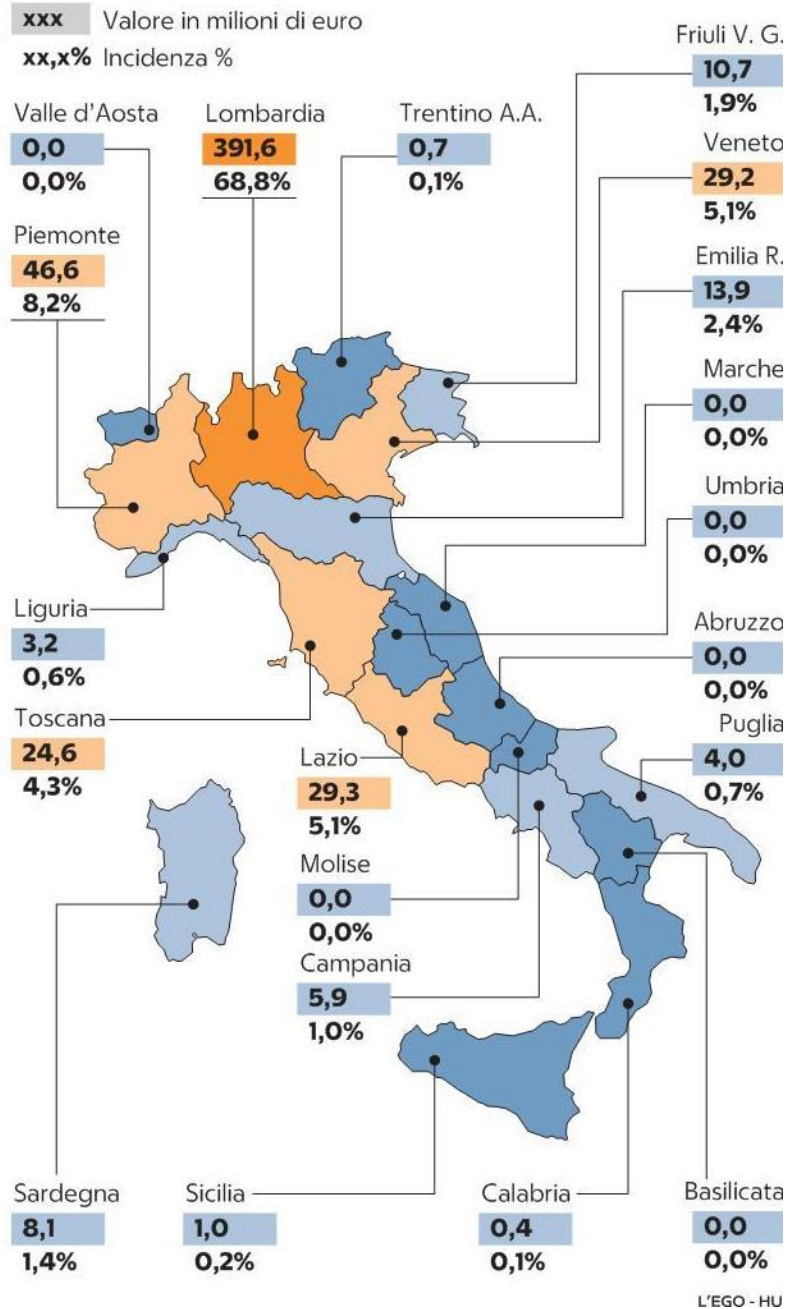 xxx Valore in milioni di euro
xx,x% Incidenza %
Friuli V. G.
10,7
1,9%
Valle d'Aosta
0,0
0,0%
Lombardia
391,6
68,8%
Trentino A.A.
0,7
0,1%
Veneto
29,2
5,1%
Piemonte
46,6
8,2%
Emilia R.
13,9
2,4%
Marche
0,0
0,0%
Umbria
0,0
0,0%
Liguria
3,2
0,6%
Abruzzo
0,0
0,0%
Toscana
24,6
4,3%
Puglia
4,0
0,7%
Lazio
29,3
5,1%
Molise
0,0
0,0%
Campania
5,9
1,0%
Sardegna
8,1
1,4%
Sicilia
1,0
0,2%
Calabria
0,4
0,1%
Basilicata
0,0
0,0%
L'EGO - HU